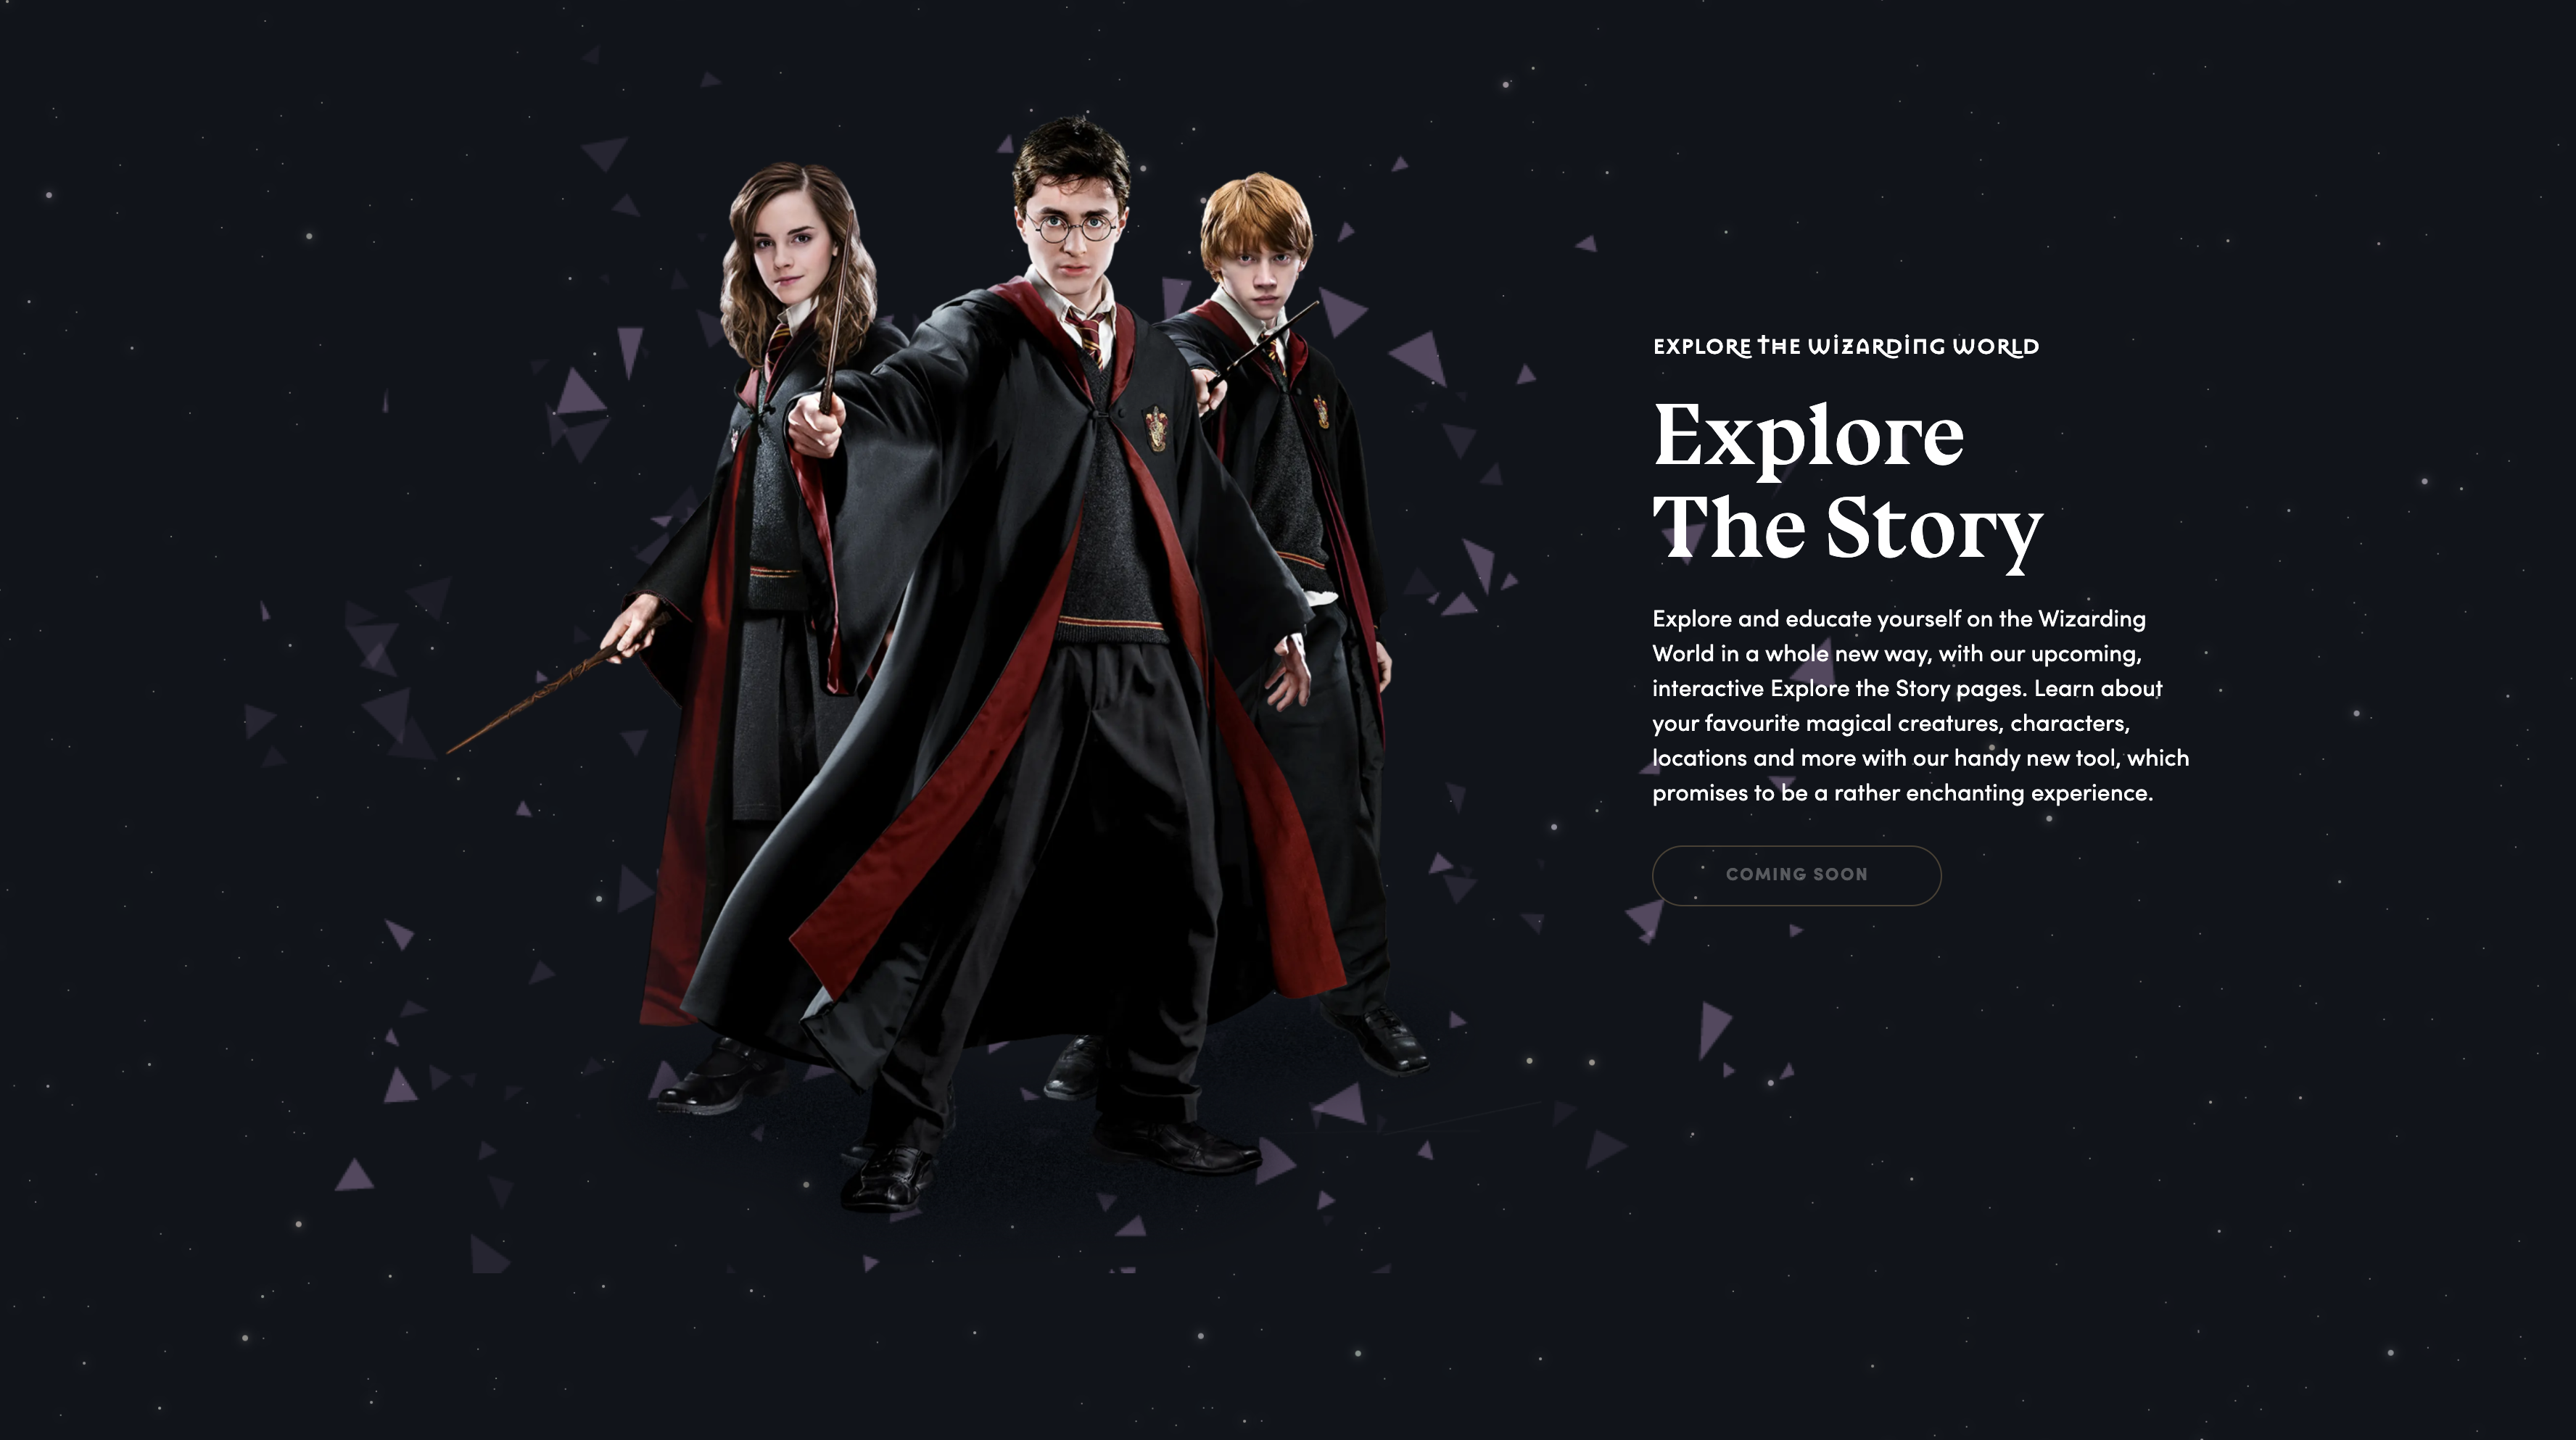 EXPLORE THE WIZARDING WORLD
Explore
The Story
Explore and educate yourself on the Wizarding
World in a whole new way, with our upcoming,
interactive Explore the Story pages. Learn about
your favourite magical creatures, characters,
locations and more with our handy new tool, which
promises to be a rather enchanting experience.
COMING SOON